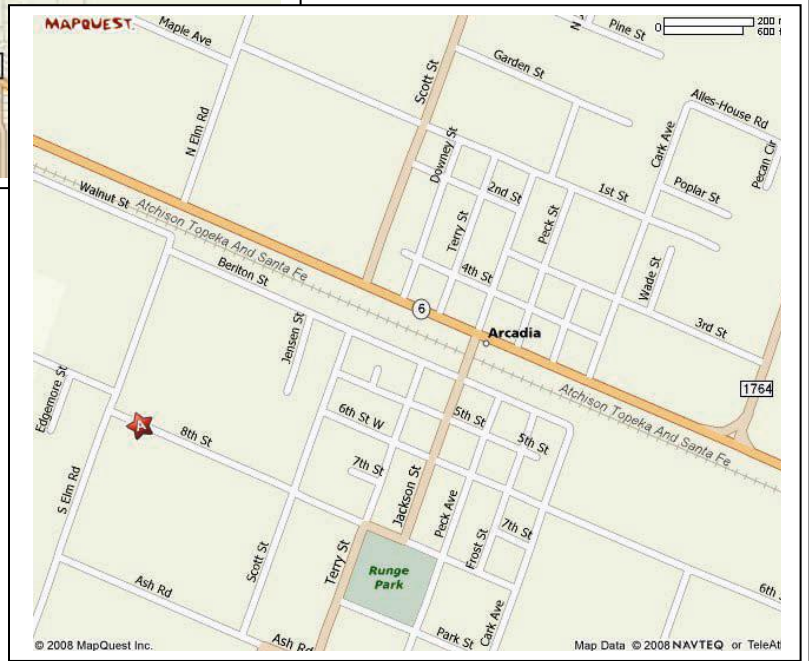 MAPQUEST.
Maple Ave
Pine St
0 200 m
600 ft
Garden St
Scott St
N Elm Rd
Alles-House Rd
Cark Ave
Pecan Cir
Downey St
2nd St
1st St
Poplar St
Walnut St
Atchison Topeka And Santa Fe
Terry St
Peck St
4th St
Wade St
Beriton St
6
Arcadia
3rd St
Jensen St
Atchison Topeka And Santa Fe
1764
Edgemore St
A
8th St
6th St W
5th St
5th St
7th St
Jackson St
S Elm Rd
Peck Ave
Frost St
7th St
Scott St
Terry St
Runge
Park
Ash Rd
6th
Ash Rd
Park St
Cark Ave
© 2008 MapQuest Inc.
Map Data © 2008 NAVTEQ or TeleAt